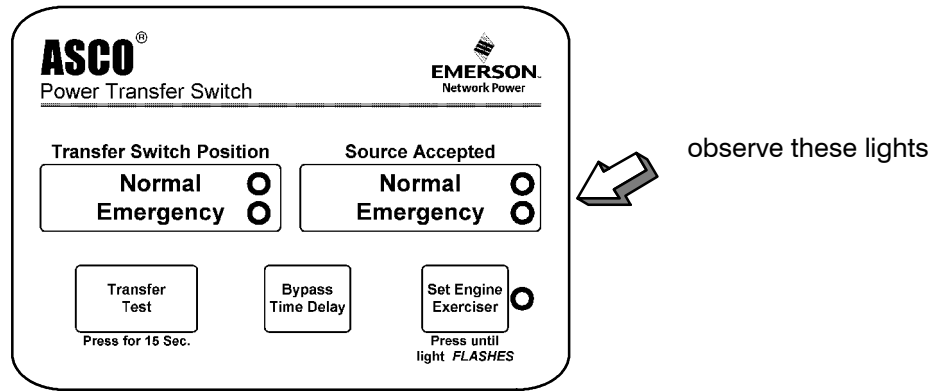 ASCO®
Power Transfer Switch
EMERSON.
Network Power
observe these lights
Transfer Switch Position
Normal
Emergency
Source Accepted
Normal
Emergency
Transfer
Test
Press for 15 Sec.
Bypass
Time Delay
Set Engine
Exerciser
Press until
light FLASHES